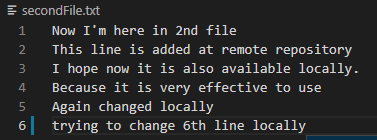 secondFile.txt
1 Now I'm here in 2nd file
2 This line is added at remote repository
3 I hope now it is also available locally.
4 Because it is very effective to use
5 Again changed locally
6 trying to change 6th line locally